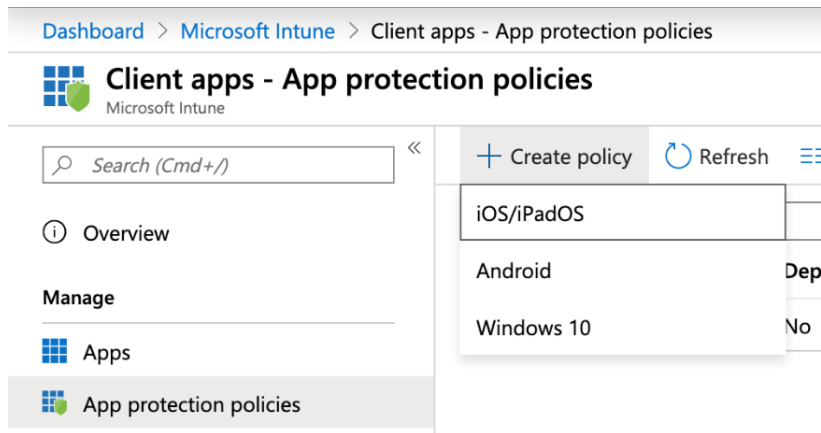 Dashboard > Microsoft Intune > Client apps - App protection policies
Client apps - App protection policies
Microsoft Intune
Search (Cmd+/)
«
Overview
Manage
Apps
App protection policies
+ Create policy
Refresh
iOS/iPadOS
Android
Windows 10
Dep
No